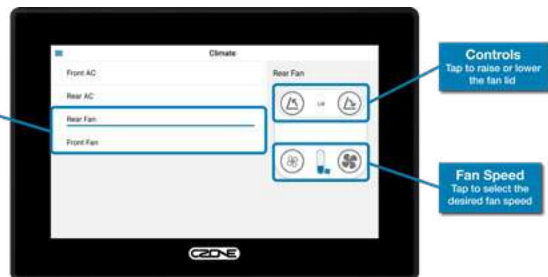 Climate
Front AC
Rear AC
Rear Fan
Front Fan
Rear Fan
Lid
CZONE
Controls
Tap to raise or lower
the fan lid
Fan Speed
Tap to select the
desired fan speed